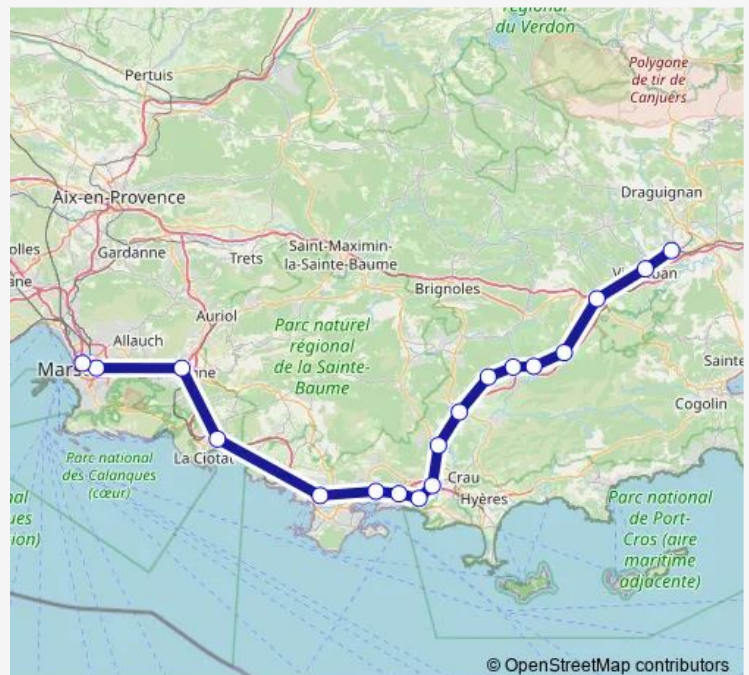 régional
du Verdon
Polygone
de tir de
Canjuers
Pertuis
Draguignan
Aix-en-Provence
Gardanne
Trets
Saint-Maximin-
la-Sainte-Baume
Brignoles
Auriol
Allauch
Parc naturel
régional
de la Sainte-
Baume
Cogolin
Parc national
des Calanques
(cœur)
La Ciotat
Crau
Hyères
Parc national
de Port-
Cros (aire
maritime
adjacente)
© OpenStreetMap contributors